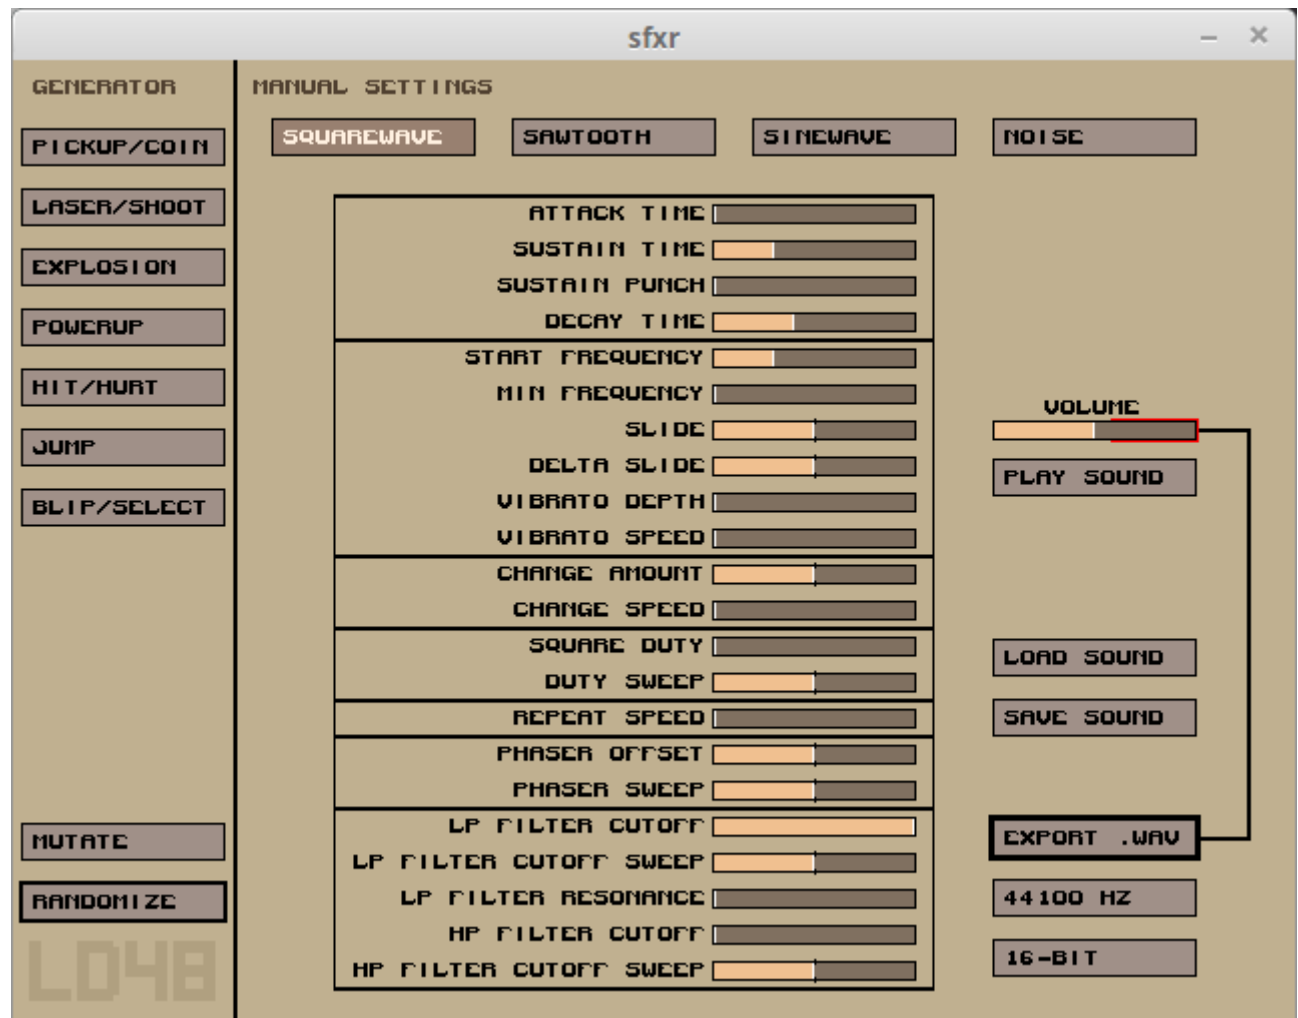 sfxr
GENERATOR
PICKUP/COIN
LASER/SHOOT
EXPLOSION
POWERUP
HIT/HURT
JUMP
BLIP/SELECT
MUTATE
RANDOMIZE
LD48
MANUAL SETTINGS
SQUAREWAVE SAWTOOTH SINEWAVE NOISE
ATTACK TIME
SUSTAIN TIME
SUSTAIN PUNCH
DECAY TIME
START FREQUENCY
MIN FREQUENCY
SLIDE
DELTA SLIDE
VIBRATO DEPTH
VIBRATO SPEED
CHANGE AMOUNT
CHANGE SPEED
SQUARE DUTY
DUTY SWEEP
REPEAT SPEED
PHASER OFFSET
PHASER SWEEP
LP FILTER CUTOFF
LP FILTER CUTOFF SWEEP
LP FILTER RESONANCE
HP FILTER CUTOFF
HP FILTER CUTOFF SWEEP
VOLUME
PLAY SOUND
LOAD SOUND
SAVE SOUND
EXPORT .WAV
44100 HZ
16-BIT